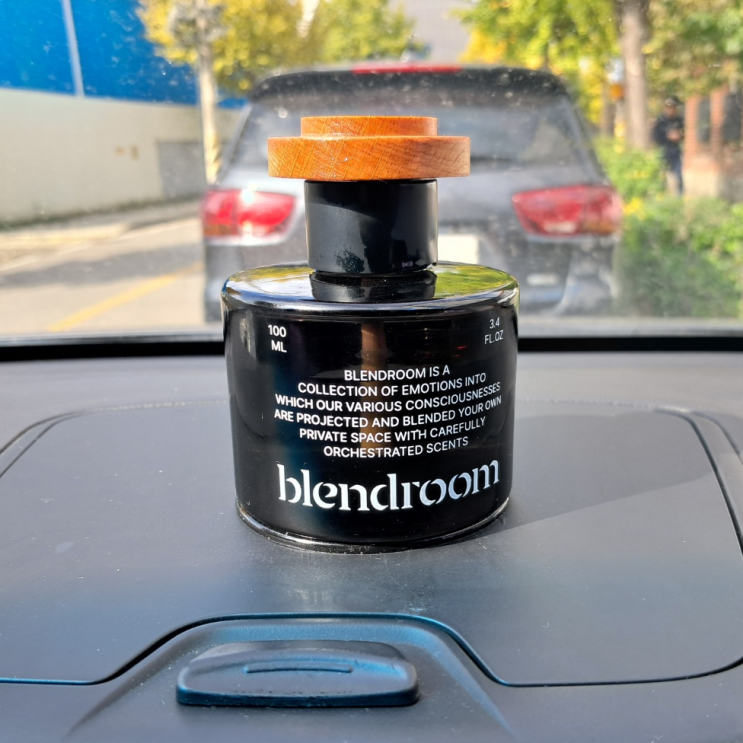 100
ML
3.4
FL.OZ
BLENDROOM IS A
COLLECTION OF EMOTIONS INTO
WHICH OUR VARIOUS CONSCIOUSNESSES
ARE PROJECTED AND BLENDED YOUR OWN
PRIVATE SPACE WITH CAREFULLY
ORCHESTRATED SCENTS
blendroom